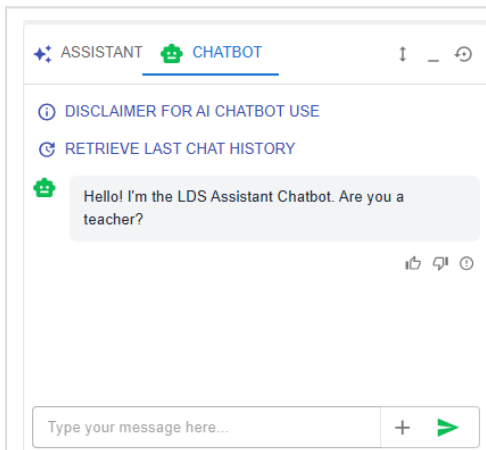 ASSISTANT CHATBOT
DISCLAIMER FOR AI CHATBOT USE
RETRIEVE LAST CHAT HISTORY
Hello! I'm the LDS Assistant Chatbot. Are you a
teacher?
Type your message here...